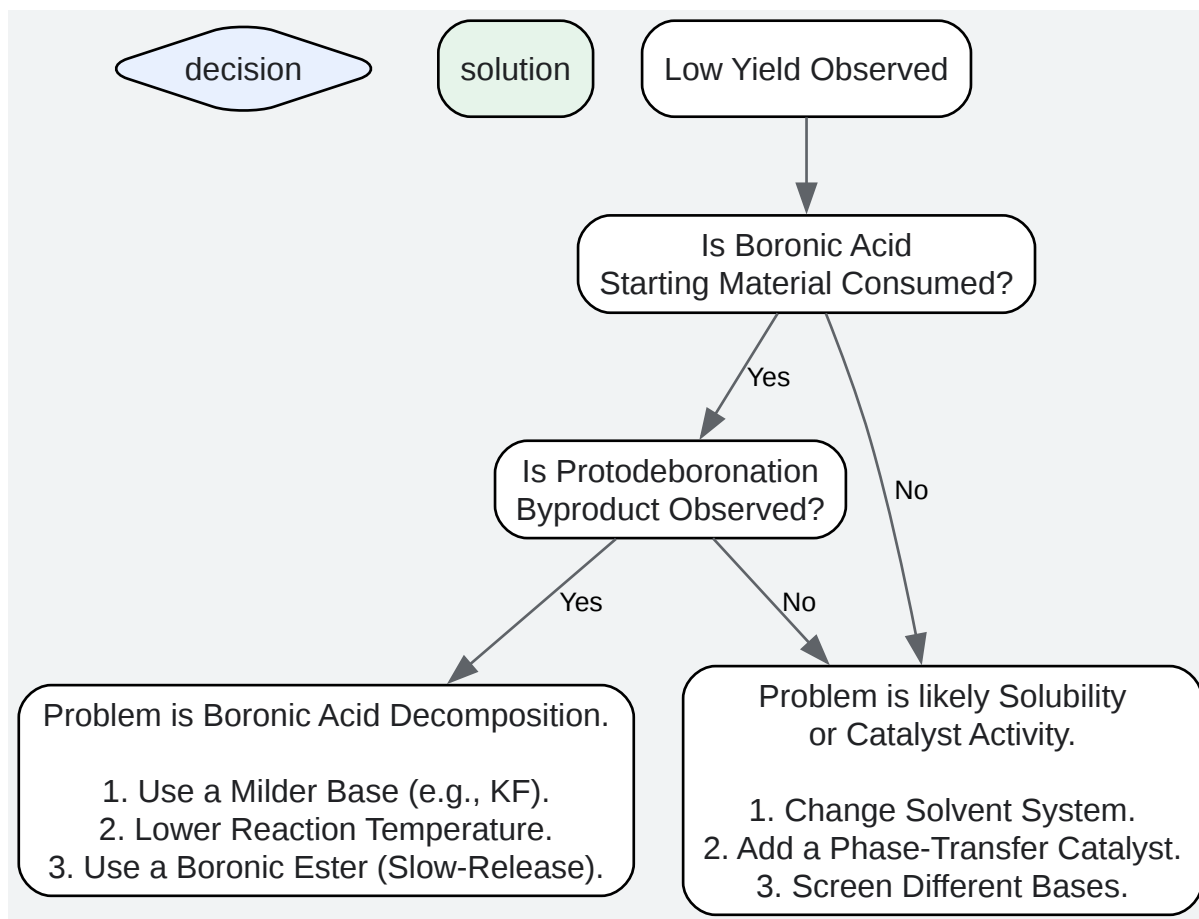 decision
solution
Low Yield Observed
Is Boronic Acid
Starting Material Consumed?
Yes
No
Is Protodeboronation
Byproduct Observed?
Yes
No
Problem is Boronic Acid Decomposition.
1. Use a Milder Base (e.g., KF).
2. Lower Reaction Temperature.
3. Use a Boronic Ester (Slow-Release).
Problem is likely Solubility
or Catalyst Activity.
1. Change Solvent System.
2. Add a Phase-Transfer Catalyst.
3. Screen Different Bases.